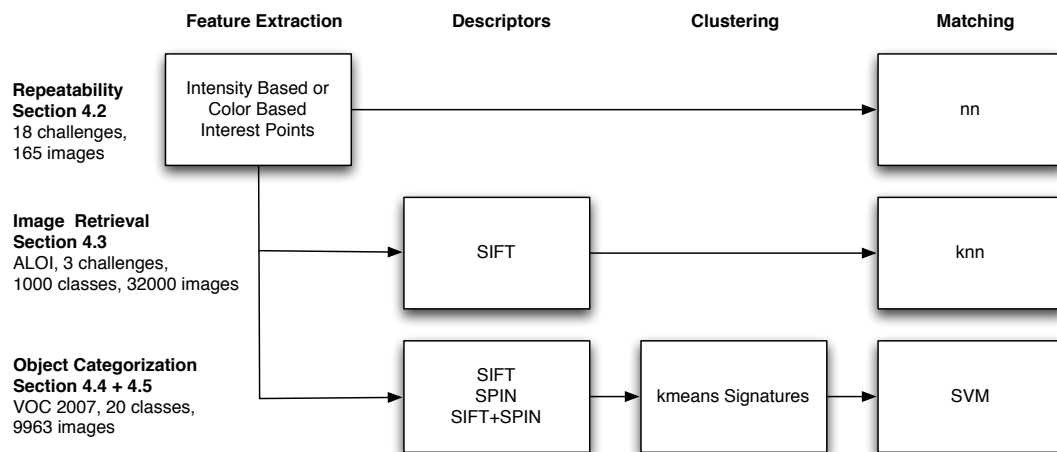 Feature Extraction
Descriptors
Clustering
Matching
Repeatability
Section 4.2
18 challenges,
165 images
Intensity Based or
Color Based
Interest Points
nn
Image Retrieval
Section 4.3
ALOI, 3 challenges,
1000 classes, 32000 images
SIFT
knn
Object Categorization
Section 4.4 + 4.5
VOC 2007, 20 classes,
9963 images
SIFT
SPIN
SIFT+SPIN
kmeans Signatures
SVM